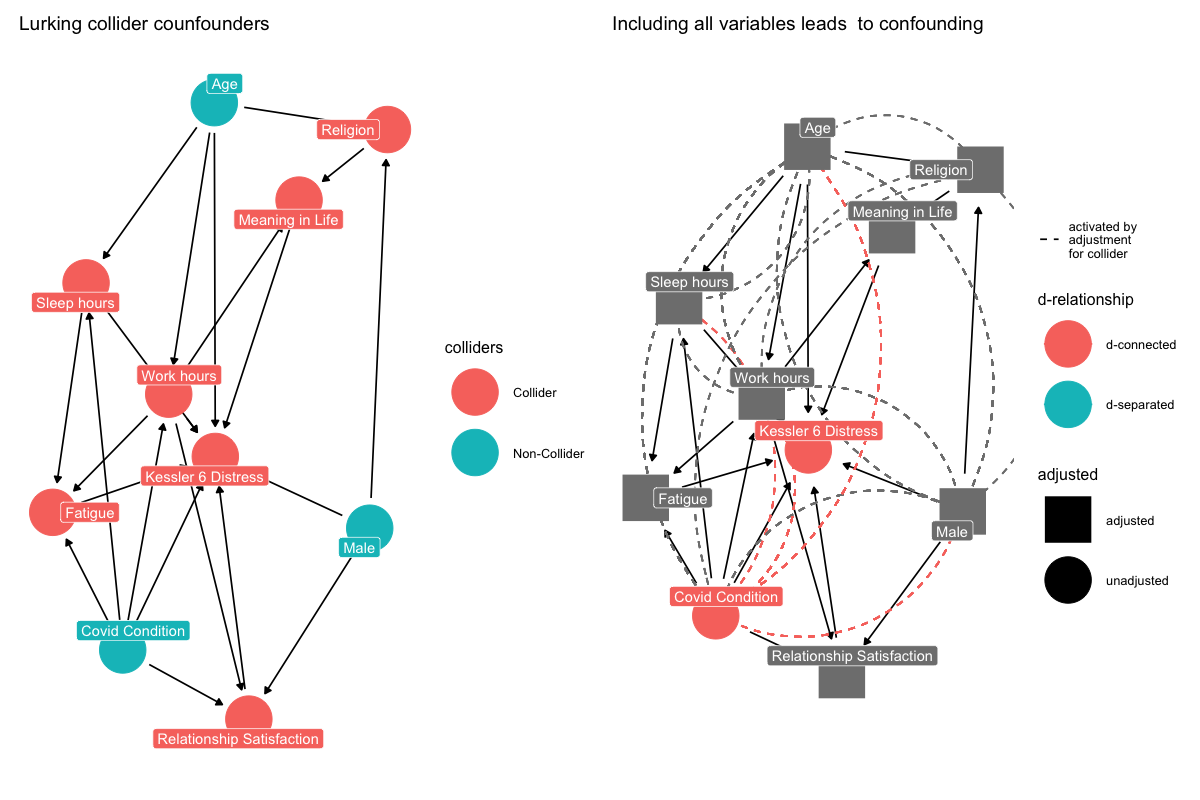 Lurking collider counfounders
Age
Religion
Meaning in Life
Sleep hours
Work hours
Kessler 6 Distress
Fatigue
Male
Covid Condition
Relationship Satisfaction
colliders
Collider
Non-Collider
Including all variables leads  to confounding
Age
Religion
Meaning in Life
Sleep hours
Work hours
Kessler 6 Distress
Fatigue
Male
Covid Condition
Relationship Satisfaction
activated by
adjustment
for collider
d-relationship
d-connected
d-separated
adjusted
adjusted
unadjusted